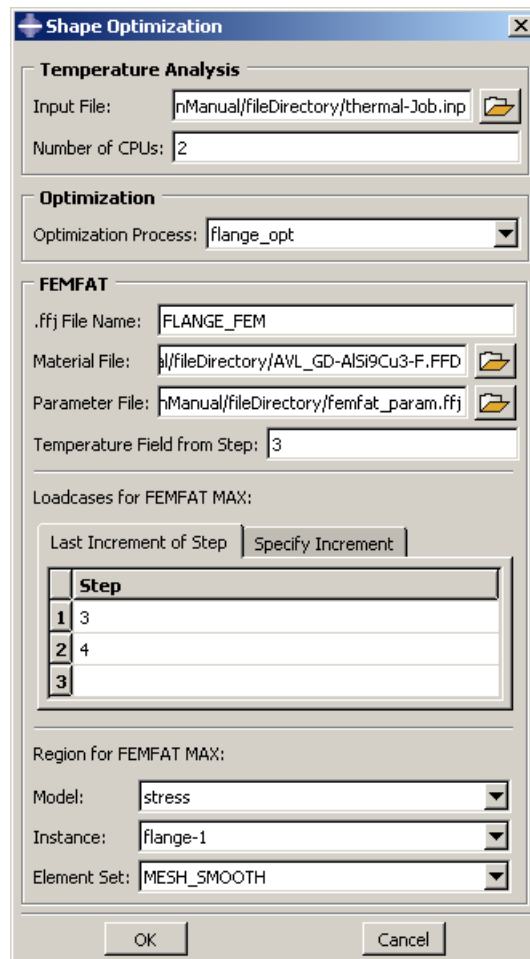 Shape Optimization
Temperature Analysis
Input File: nManual/fileDirectory/thermal-Job.inp
Number of CPUs: 2
Optimization
Optimization Process: flange_opt
FEMFAT
.ffj File Name: FLANGE_FEM
Material File: al/fileDirectory/AVL_GD-AlSi9Cu3-F.FFD
Parameter File: nManual/fileDirectory/femfat_param.ffj
Temperature Field from Step: 3
Loadcases for FEMFAT MAX:
Last Increment of Step Specify Increment
Step
1 3
2 4
3
Region for FEMFAT MAX:
Model: stress
Instance: flange-1
Element Set: MESH_SMOOTH
OK Cancel